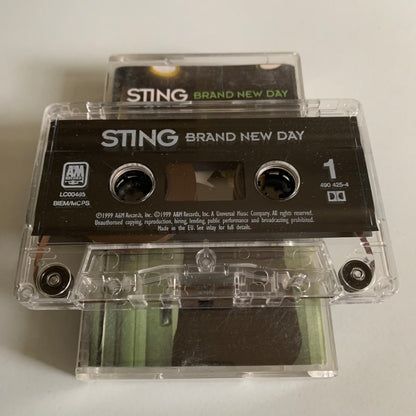 STING BRAND NEW DAY
STING BRAND NEW DAY
A&M
RECORDS
LC00485
BIEM/MCPS
1
490 425-4
℗1999 A&M Records, Inc. ©1999 A&M Records, Inc. A Universal Music Company. All rights reserved.
Unauthorised copying, reproduction, hiring, lending, public performance and broadcasting prohibited.
Made in the EU. See inlay for full details.